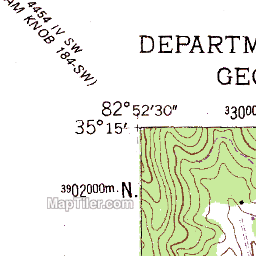 4454 IV SW
AM KNOB 184-SW)
DEPARTM
GEO
82°52'30"
330000
35°15'
3902000m. N.
MapTiler.com